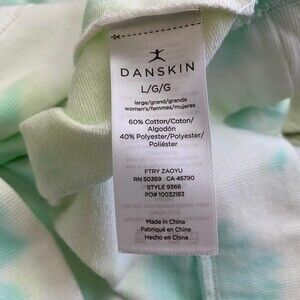 DANSKIN
L/G/G
large/grand/grande
women's/femmes/mujeres
60% Cotton/Coton/
Algodón
40% Polyester/Polyester/
Poliéster
FTRY ZAOYU
RN 50369 CA 45790
STYLE 9366
PO# 10032183
Made in China
Fabriqué en Chine
Hecho en China